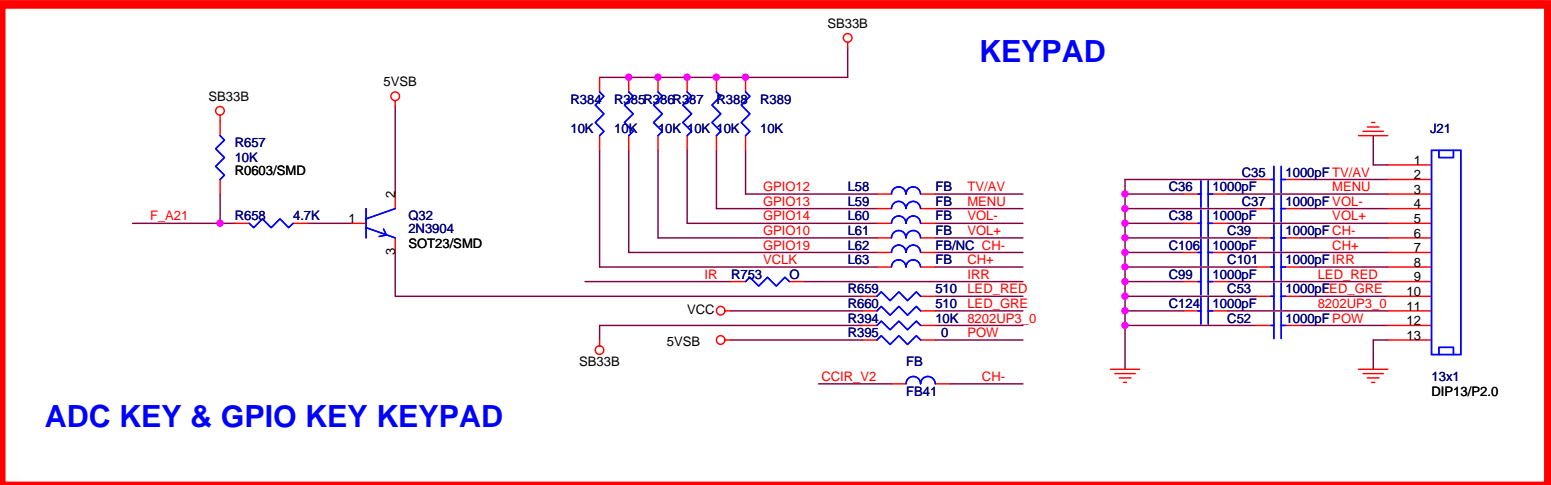 SB33B
KEYPAD
5VSB
SB33B
R384 R385 R386 R387 R388 R389
10K 10K 10K 10K 10K 10K
R657
10K
R0603/SMD
J21
F_A21 R658 4.7K 1
2
3
Q32
2N3904
SOT23/SMD
GPIO12 L58 FB TV/AV
GPIO13 L59 FB MENU
GPIO14 L60 FB VOL-
GPIO10 L61 FB VOL+
GPIO19 L62 FB/NC CH-
VCLK L63 FB CH+
IR R753 O IRR
R659 510 LED_RED
VCC R660 510 LED_GRE
R394 10K 8202UP3_0
5VSB R395 0 POW
SB33B
FB
CCIR_V2 CH-
FB41
1
C35 1000pF TV/AV 2
C36 1000pF MENU 3
C37 1000pF VOL- 4
C38 1000pF VOL+ 5
C39 1000pF CH- 6
C106 1000pF CH+ 7
C101 1000pF IRR 8
C99 1000pF LED_RED 9
C53 1000pF LED_GRE 10
C124 1000pF 8202UP3_0 11
C52 1000pF POW 12
13
13x1
DIP13/P2.0
ADC KEY & GPIO KEY KEYPAD